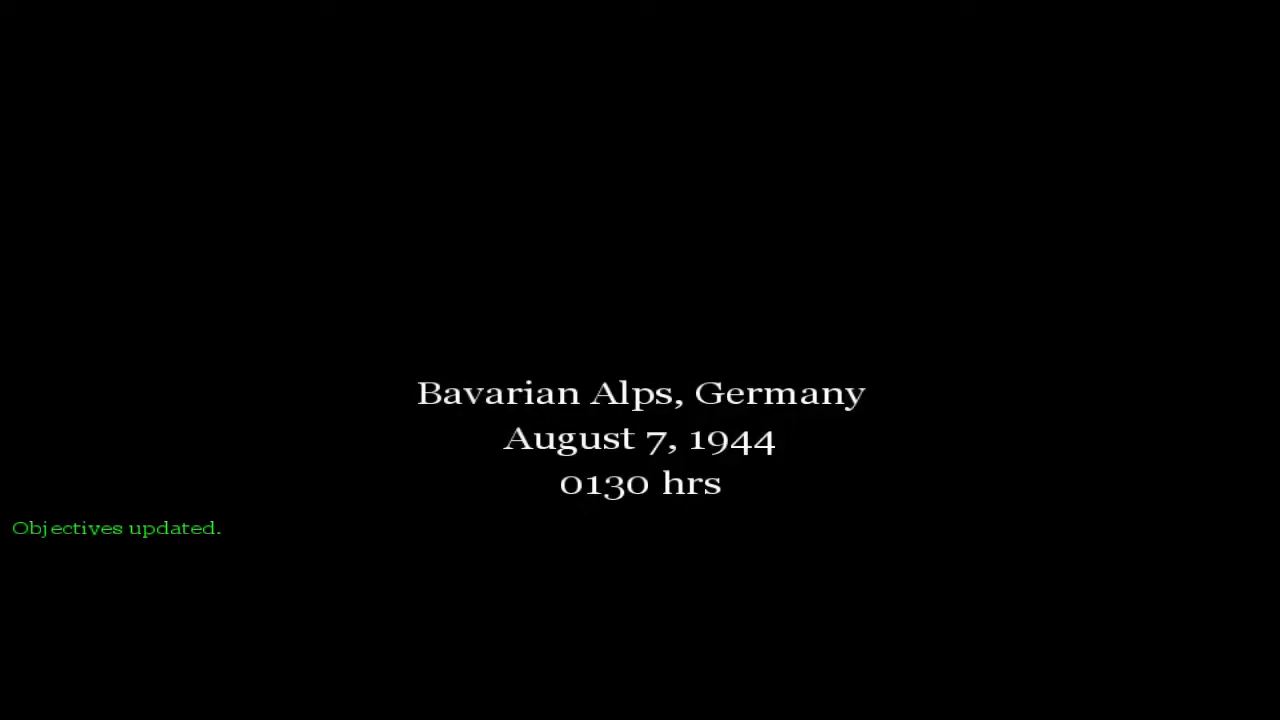 Bavarian Alps, Germany
August 7, 1944
0130 hrs
Objectives updated.